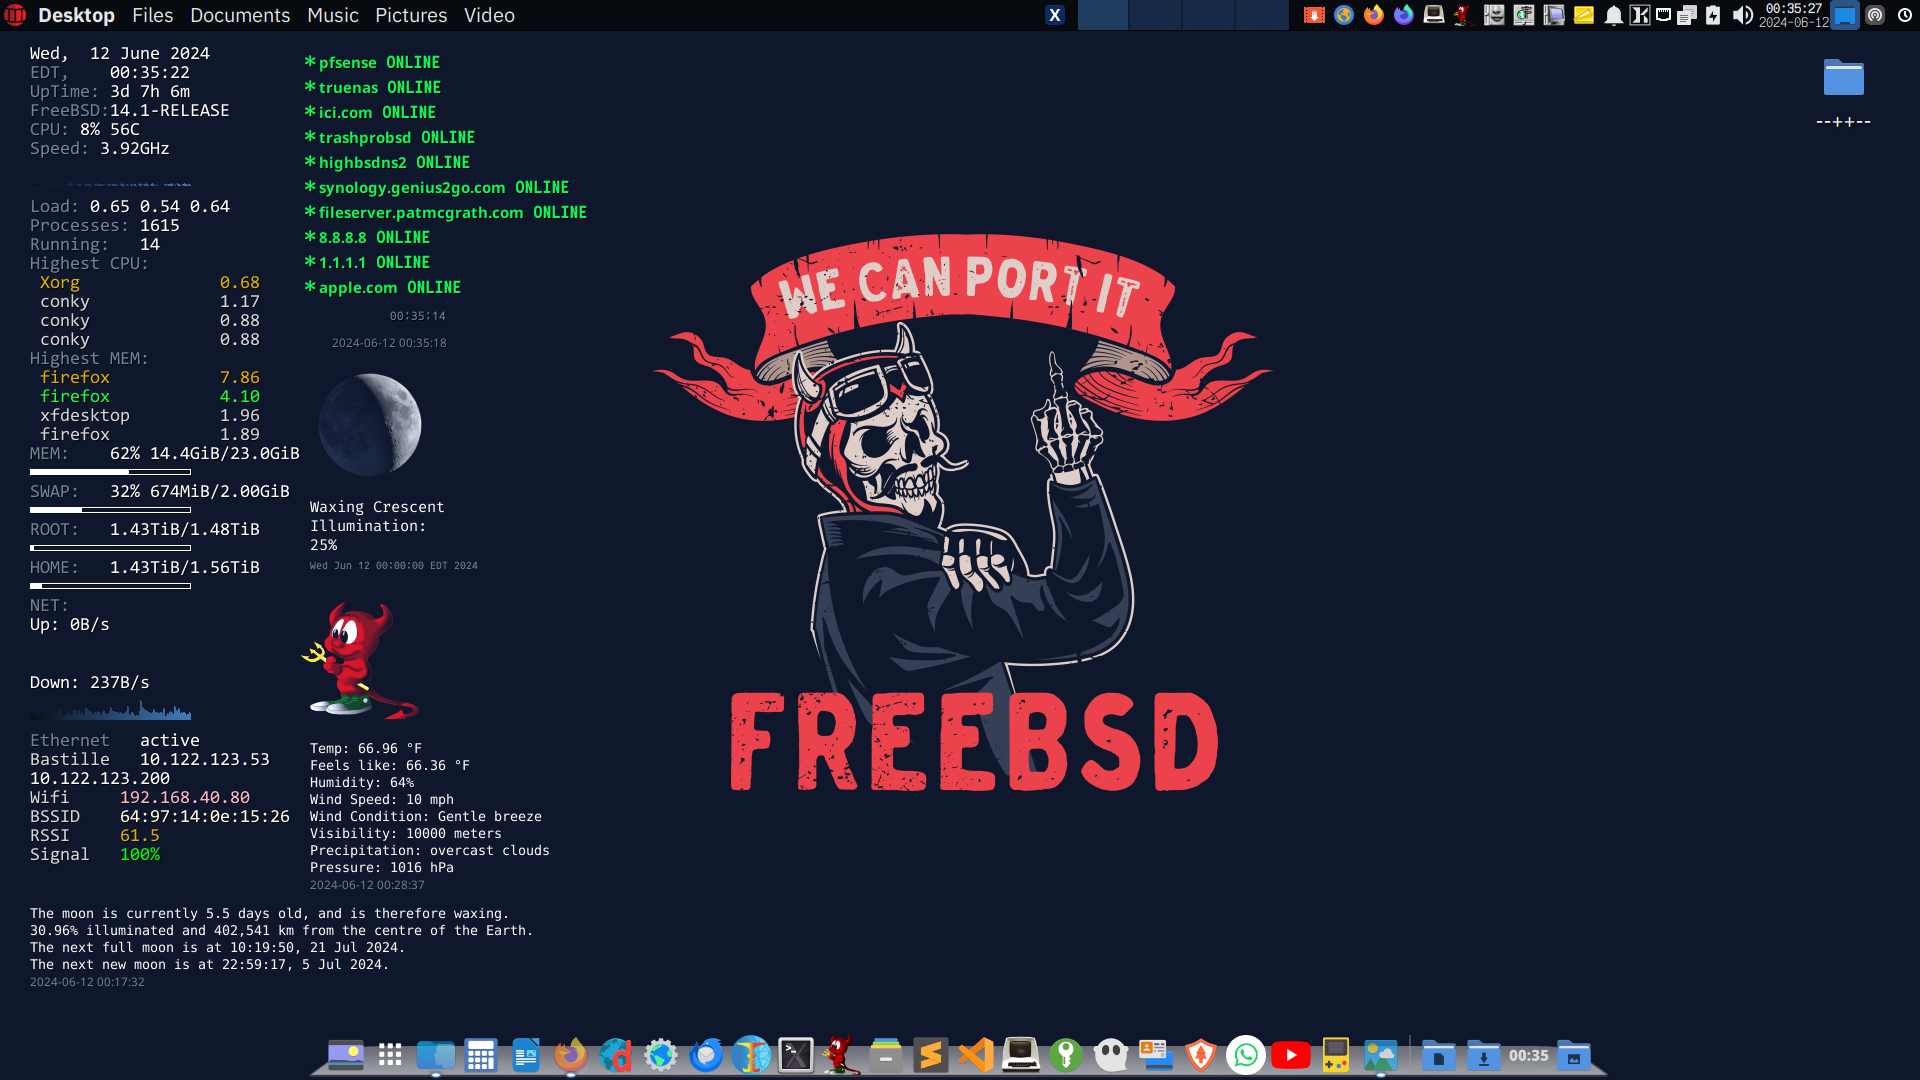 Desktop Files Documents Music Pictures Video
X
00:35:27
2024-06-12
Wed, 12 June 2024
EDT, 00:35:22
UpTime: 3d 7h 6m
FreeBSD:14.1-RELEASE
CPU: 8% 56C
Speed: 3.92GHz
Load: 0.65 0.54 0.64
Processes: 1615
Running: 14
Highest CPU:
Xorg 0.68
conky 1.17
conky 0.88
conky 0.88
Highest MEM:
firefox 7.86
firefox 4.10
xfdesktop 1.96
firefox 1.89
MEM: 62% 14.4GiB/23.0GiB
SWAP: 32% 674MiB/2.00GiB
ROOT: 1.43TiB/1.48TiB
HOME: 1.43TiB/1.56TiB
NET:
Up: 0B/s
Down: 237B/s
Ethernet active
Bastille 10.122.123.53
10.122.123.200
Wifi 192.168.40.80
BSSID 64:97:14:0e:15:26
RSSI 61.5
Signal 100%
*pfsense ONLINE
*truenas ONLINE
*ici.com ONLINE
*trashprobsd ONLINE
*highbsdns2 ONLINE
*synology.genius2go.com ONLINE
*fileserver.patmcgrath.com ONLINE
*8.8.8.8 ONLINE
*1.1.1.1 ONLINE
*apple.com ONLINE
00:35:14
2024-06-12 00:35:18
Waxing Crescent
Illumination:
25%
Wed Jun 12 00:00:00 EDT 2024
Temp: 66.96 °F
Feels like: 66.36 °F
Humidity: 64%
Wind Speed: 10 mph
Wind Condition: Gentle breeze
Visibility: 10000 meters
Precipitation: overcast clouds
Pressure: 1016 hPa
2024-06-12 00:28:37
The moon is currently 5.5 days old, and is therefore waxing.
30.96% illuminated and 402,541 km from the centre of the Earth.
The next full moon is at 10:19:50, 21 Jul 2024.
The next new moon is at 22:59:17, 5 Jul 2024.
2024-06-12 00:17:32
WE CAN PORT IT
FREEBSD
--++--
00:35